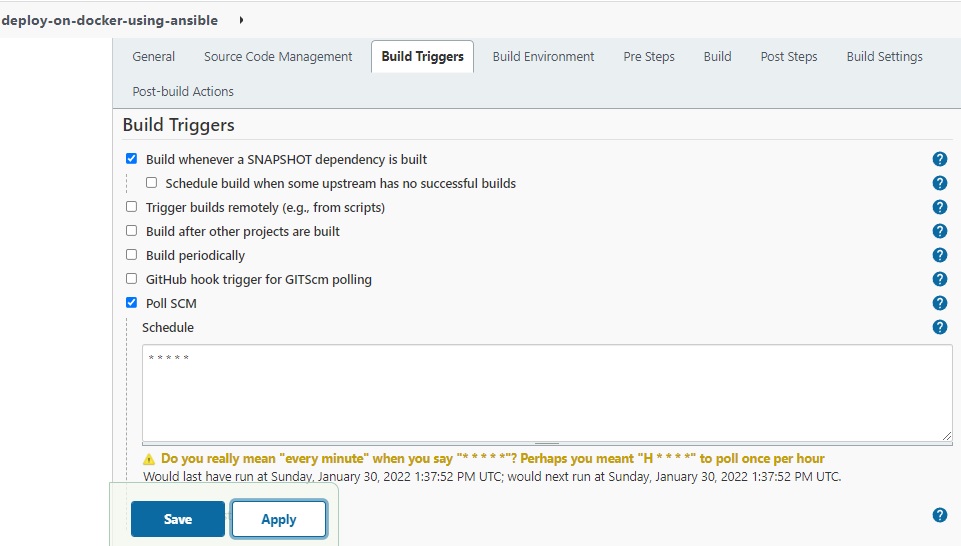 deploy-on-docker-using-ansible
General Source Code Management Build Triggers Build Environment Pre Steps Build Post Steps Build Settings
Post-build Actions
Build Triggers
Build whenever a SNAPSHOT dependency is built
Schedule build when some upstream has no successful builds
Trigger builds remotely (e.g., from scripts)
Build after other projects are built
Build periodically
GitHub hook trigger for GITScm polling
Poll SCM
Schedule
* * * * *
Do you really mean "every minute" when you say "* * * * *"? Perhaps you meant "H * * * *" to poll once per hour
Would last have run at Sunday, January 30, 2022 1:37:52 PM UTC; would next run at Sunday, January 30, 2022 1:37:52 PM UTC.
Save Apply